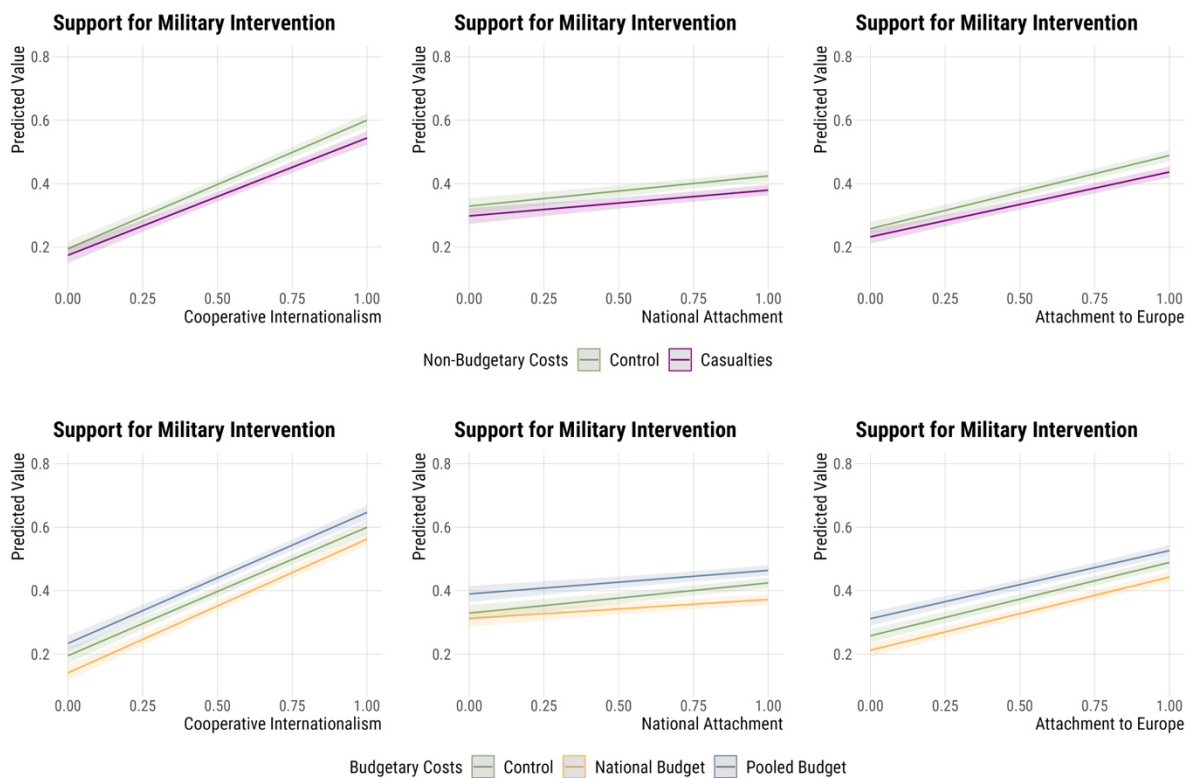 Support for Military Intervention
Predicted Value
0.8
0.6
0.4
0.2
0.00 0.25 0.50 0.75 1.00
Cooperative Internationalism
Support for Military Intervention
Predicted Value
0.8
0.6
0.4
0.2
0.00 0.25 0.50 0.75 1.00
National Attachment
Support for Military Intervention
Predicted Value
0.8
0.6
0.4
0.2
0.00 0.25 0.50 0.75 1.00
Attachment to Europe
Non-Budgetary Costs Control Casualties
Support for Military Intervention
Predicted Value
0.8
0.6
0.4
0.2
0.00 0.25 0.50 0.75 1.00
Cooperative Internationalism
Support for Military Intervention
Predicted Value
0.8
0.6
0.4
0.2
0.00 0.25 0.50 0.75 1.00
National Attachment
Support for Military Intervention
Predicted Value
0.8
0.6
0.4
0.2
0.00 0.25 0.50 0.75 1.00
Attachment to Europe
Budgetary Costs Control National Budget Pooled Budget